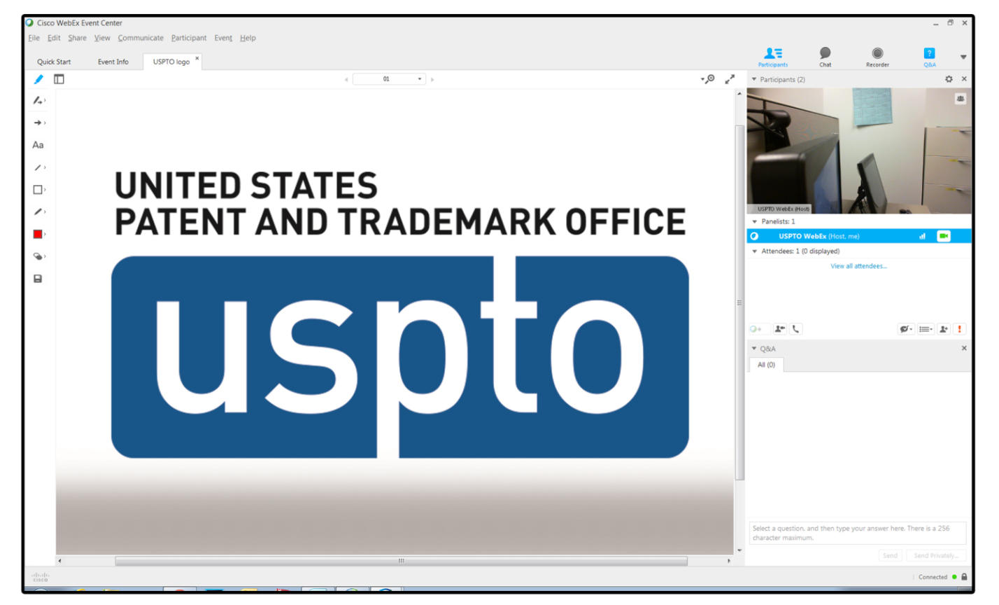 Cisco WebEx Event Center
File Edit Share View Communicate Participant Event Help
Quick Start Event Info USPTO logo
Participants Chat Recorder Q&A
01
Participants (2)
UNITED STATES
PATENT AND TRADEMARK OFFICE
uspto
Aa
USPTO WebEx (Host)
Panelists: 1
USPTO WebEx (Host, me)
Attendees: 1 (0 displayed)
View all attendees...
Q&A
All (0)
Select a question, and then type your answer here. There is a 256
character maximum.
Send Send Privately...
CISCO
Connected